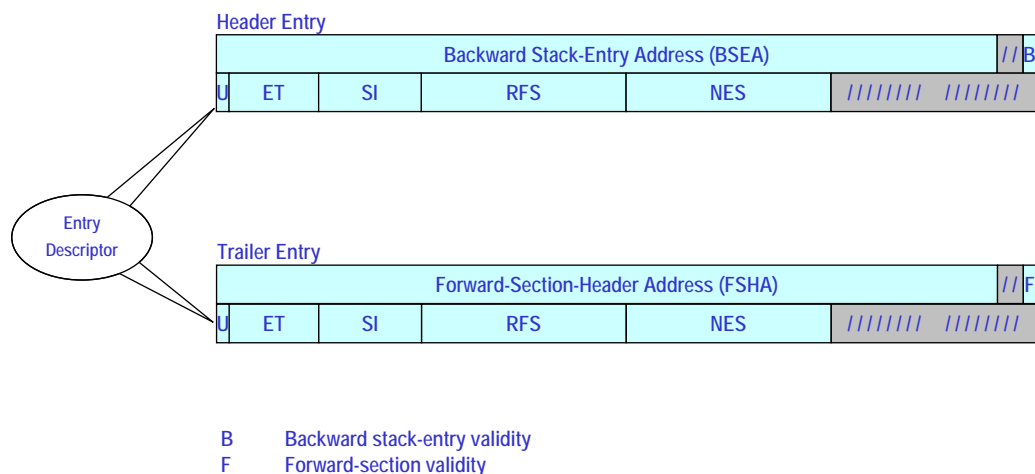 Header Entry
Backward Stack-Entry Address (BSEA) // B
U ET SI RFS NES //////// ////////
Entry
Descriptor
Trailer Entry
Forward-Section-Header Address (FSHA) // F
U ET SI RFS NES //////// ////////
B Backward stack-entry validity
F Forward-section validity